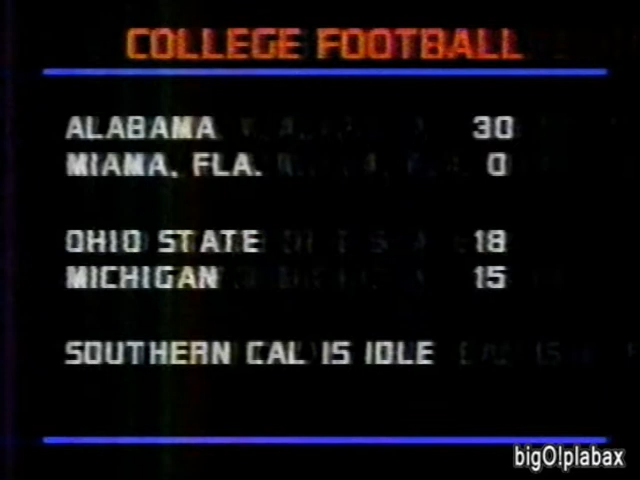 COLLEGE FOOTBALL
ALABAMA 30
MIAMA, FLA. 0
OHIO STATE 18
MICHIGAN 15
SOUTHERN CAL IS IDLE
bigO!plabax